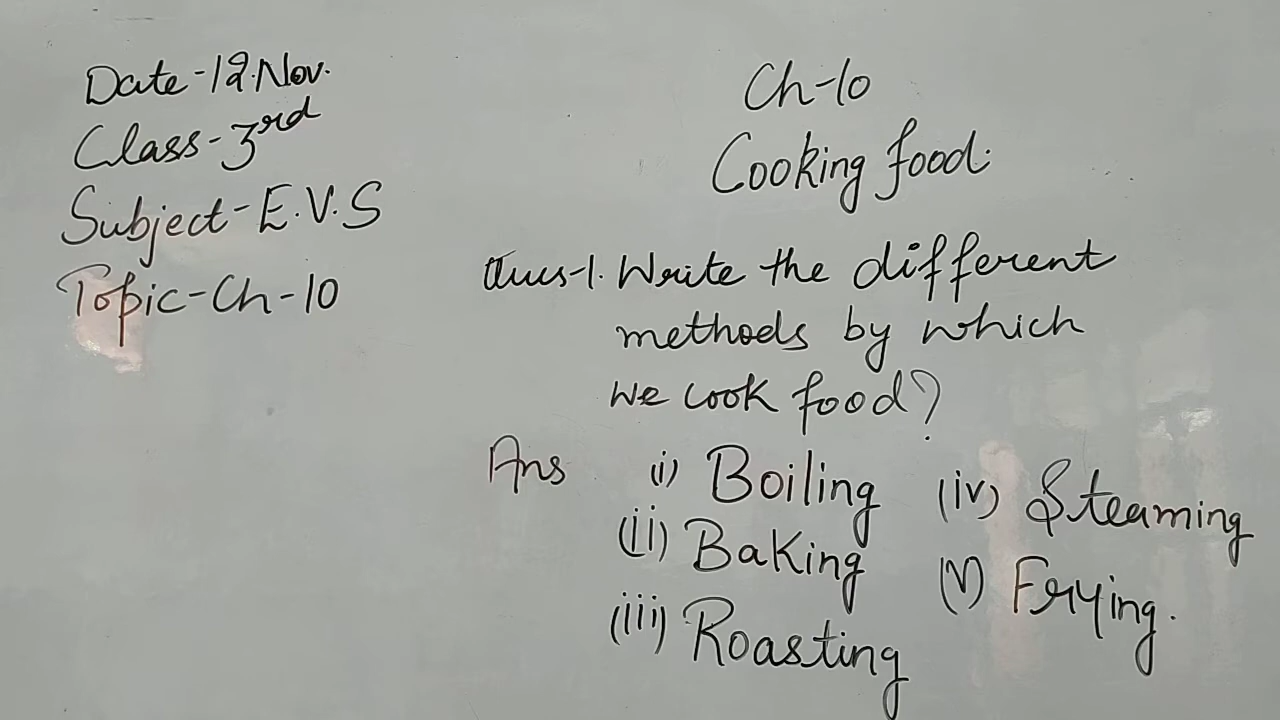 Date-12.Nov.
Class-3rd
Subject-E.V.S
Topic-Ch-10
Ch-10
Cooking food.
Ques-1. Write the different
methods by which
we cook food?
Ans (i) Boiling (iv) Steaming
(ii) Baking (v) Frying.
(iii) Roasting